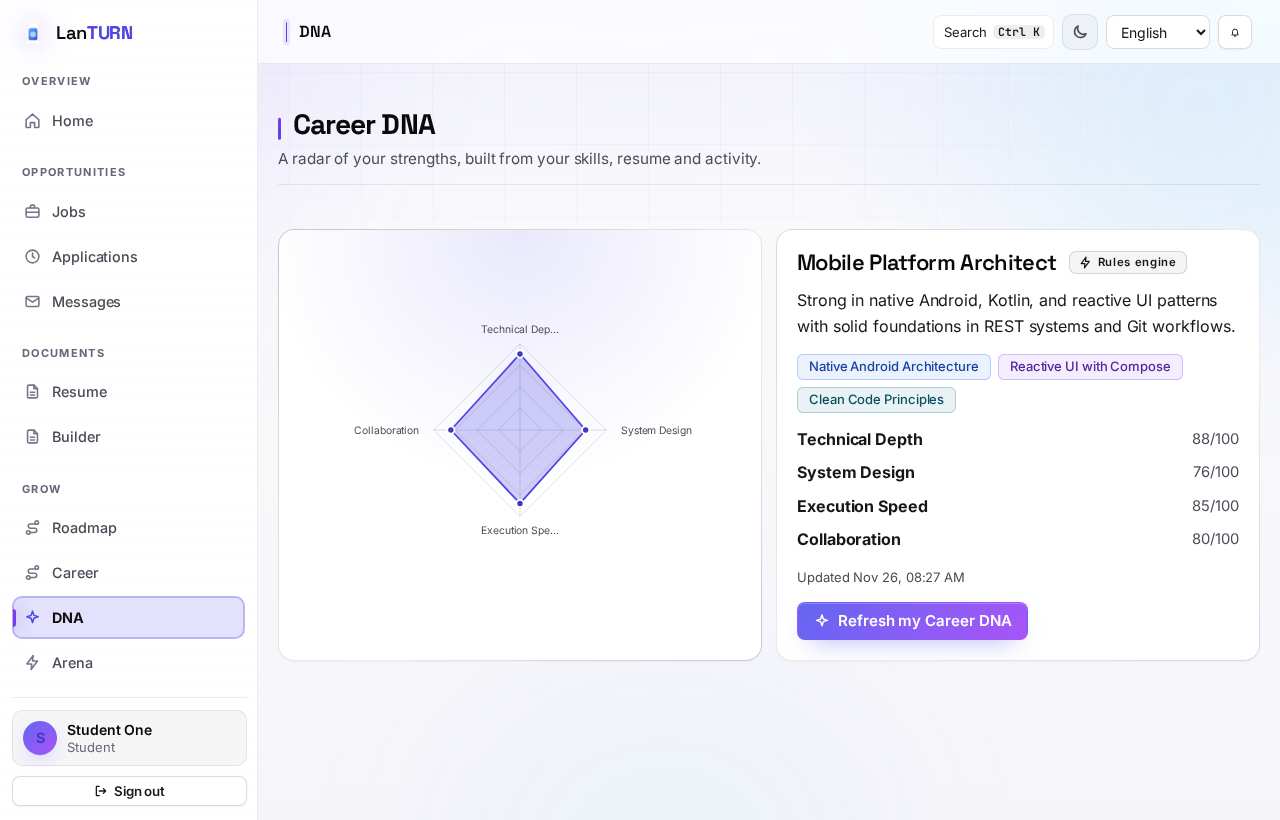 LanTURN
OVERVIEW
Home
OPPORTUNITIES
Jobs
Applications
Messages
DOCUMENTS
Resume
Builder
GROW
Roadmap
Career
DNA
Arena
S
Student One
Student
Sign out
DNA
Search Ctrl K
English
Career DNA
A radar of your strengths, built from your skills, resume and activity.
Technical Dep...
Collaboration
System Design
Execution Spe...
Mobile Platform Architect
Rules engine
Strong in native Android, Kotlin, and reactive UI patterns
with solid foundations in REST systems and Git workflows.
Native Android Architecture
Reactive UI with Compose
Clean Code Principles
Technical Depth 88/100
System Design 76/100
Execution Speed 85/100
Collaboration 80/100
Updated Nov 26, 08:27 AM
Refresh my Career DNA